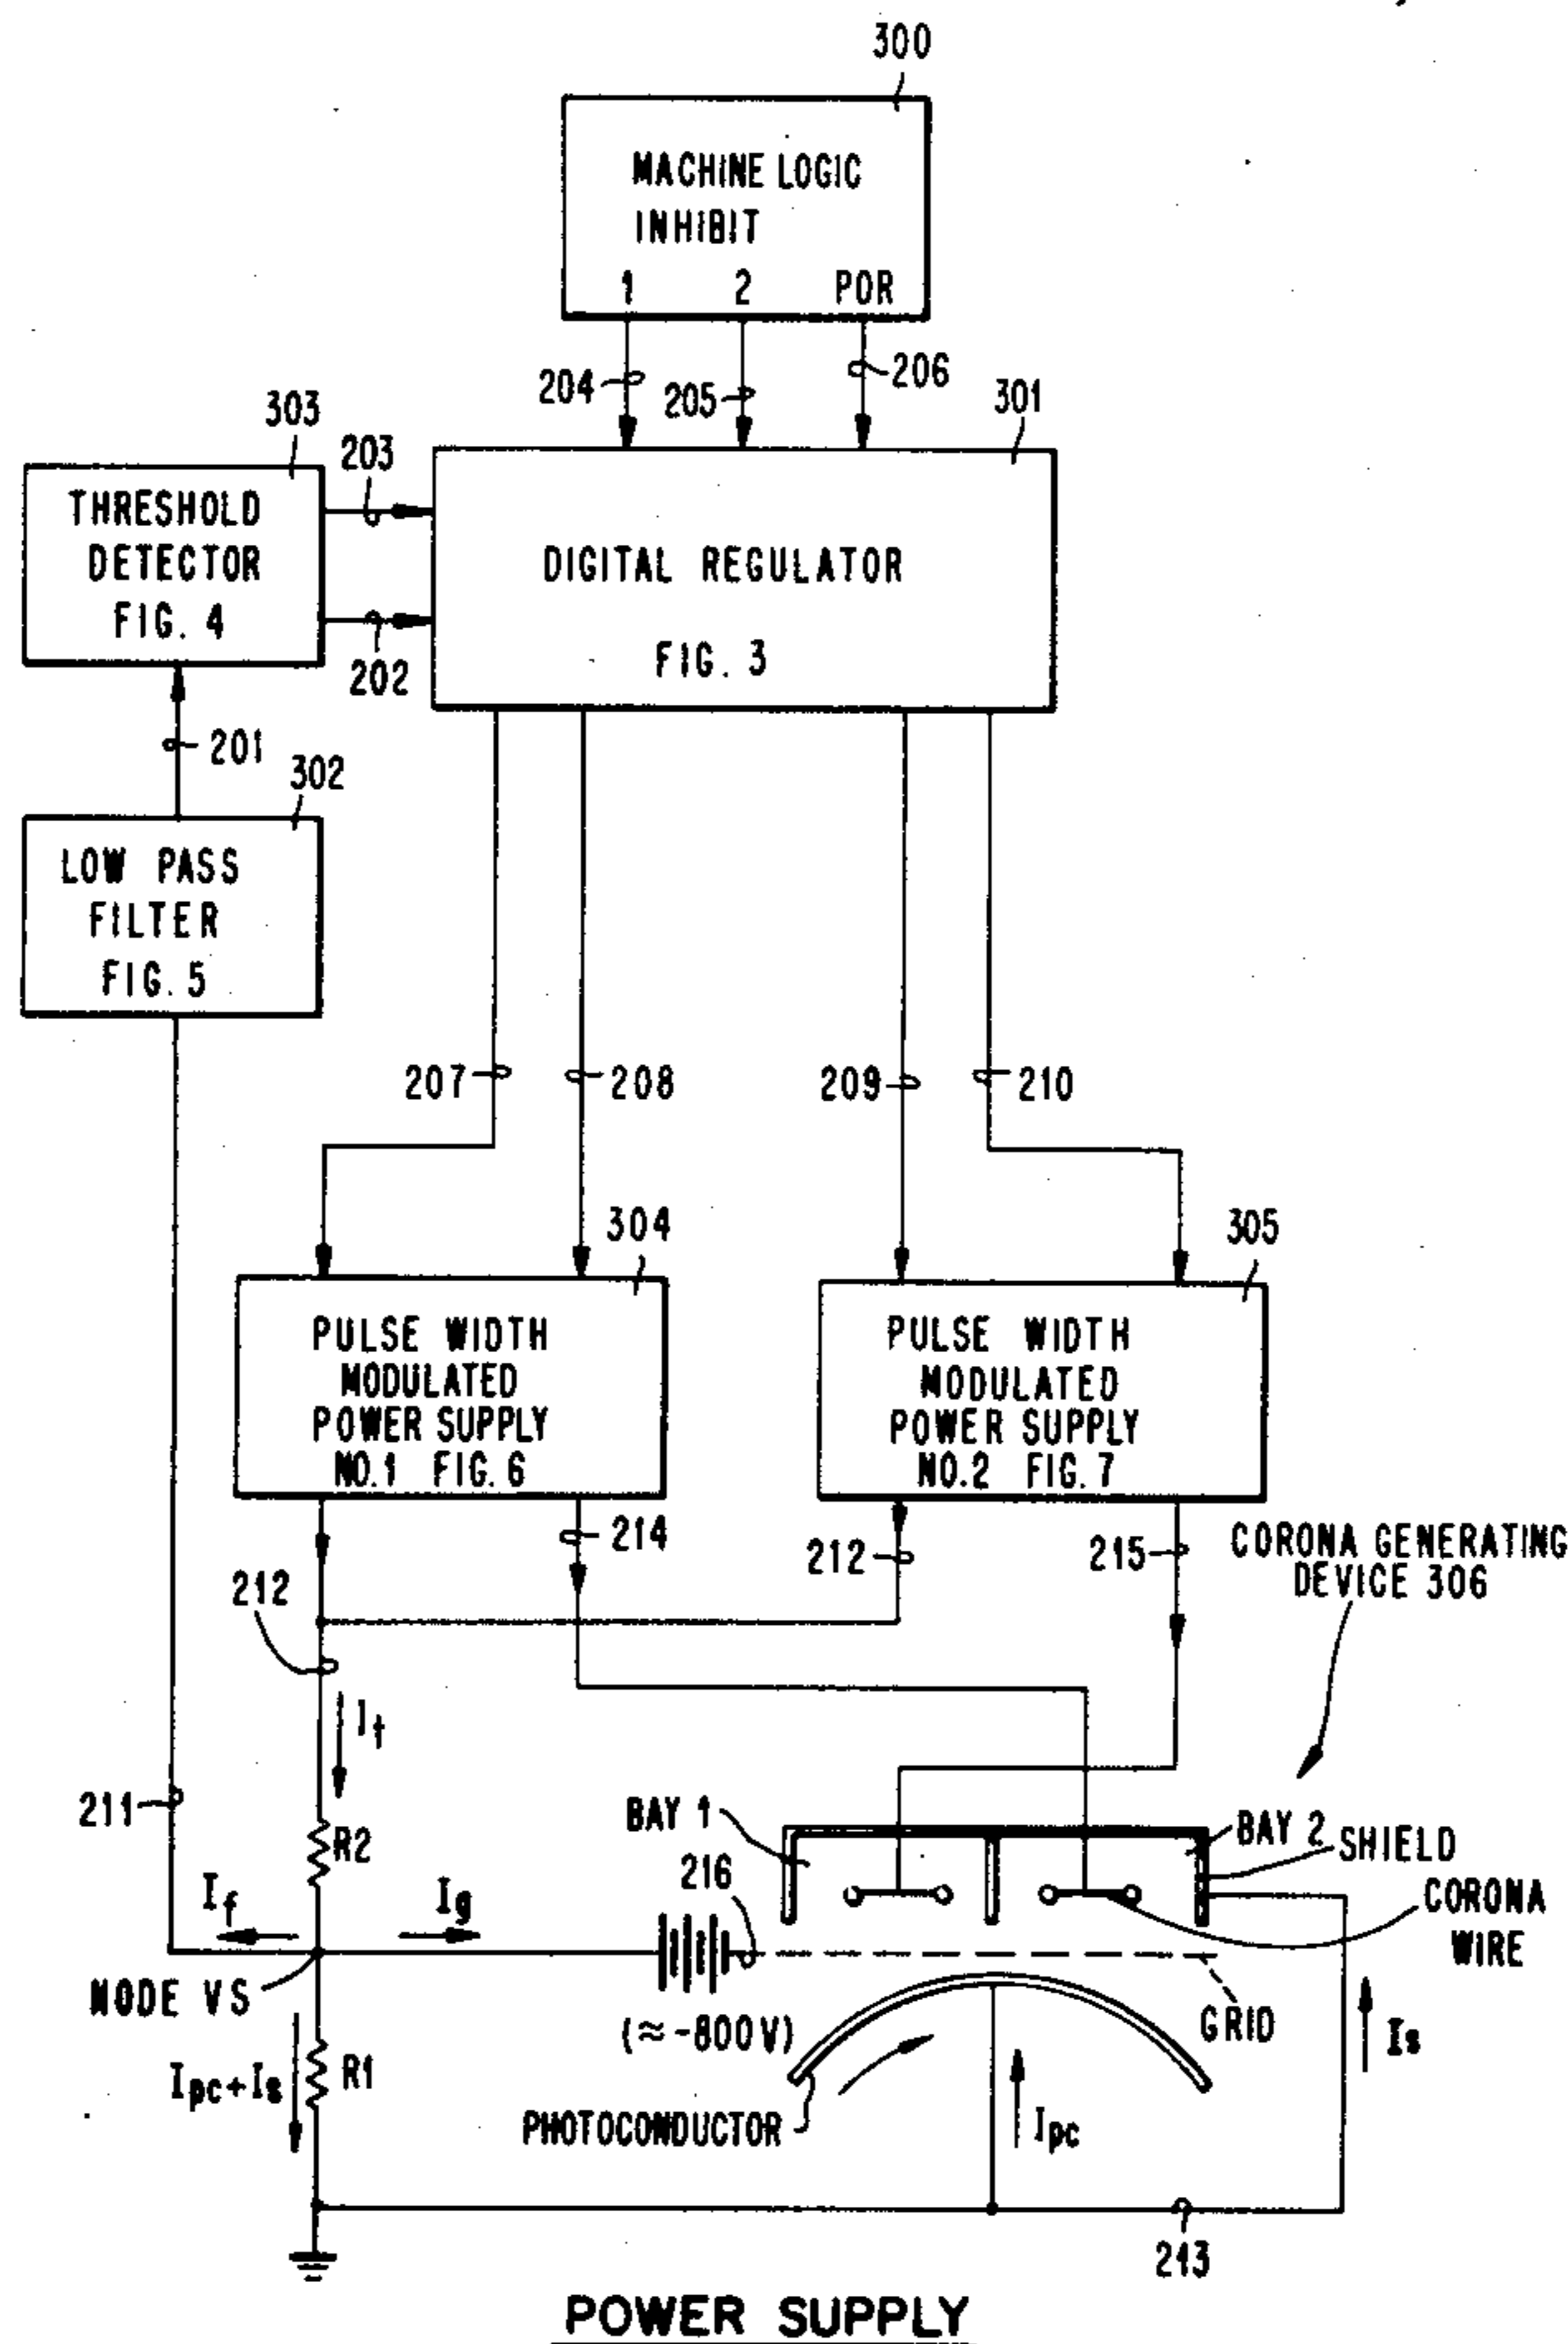 300
MACHINE LOGIC
INHIBIT
1 2 POR
204
205
206
303
203
301
THRESHOLD
DETECTOR
FIG. 4
DIGITAL REGULATOR
FIG. 3
202
201
302
LOW PASS
FILTER
FIG. 5
207
208
209
210
304
305
PULSE WIDTH
MODULATED
POWER SUPPLY
NO.1 FIG. 6
PULSE WIDTH
MODULATED
POWER SUPPLY
NO.2 FIG. 7
214
212
215
CORONA GENERATING
DEVICE 306
212
It
211
R2
BAY 1
BAY 2
SHIELD
216
CORONA
WIRE
If
Ig
NODE VS
(≈-800V)
GRID
Is
Ipc+Is
R1
PHOTOCONDUCTOR
Ipc
213
POWER SUPPLY